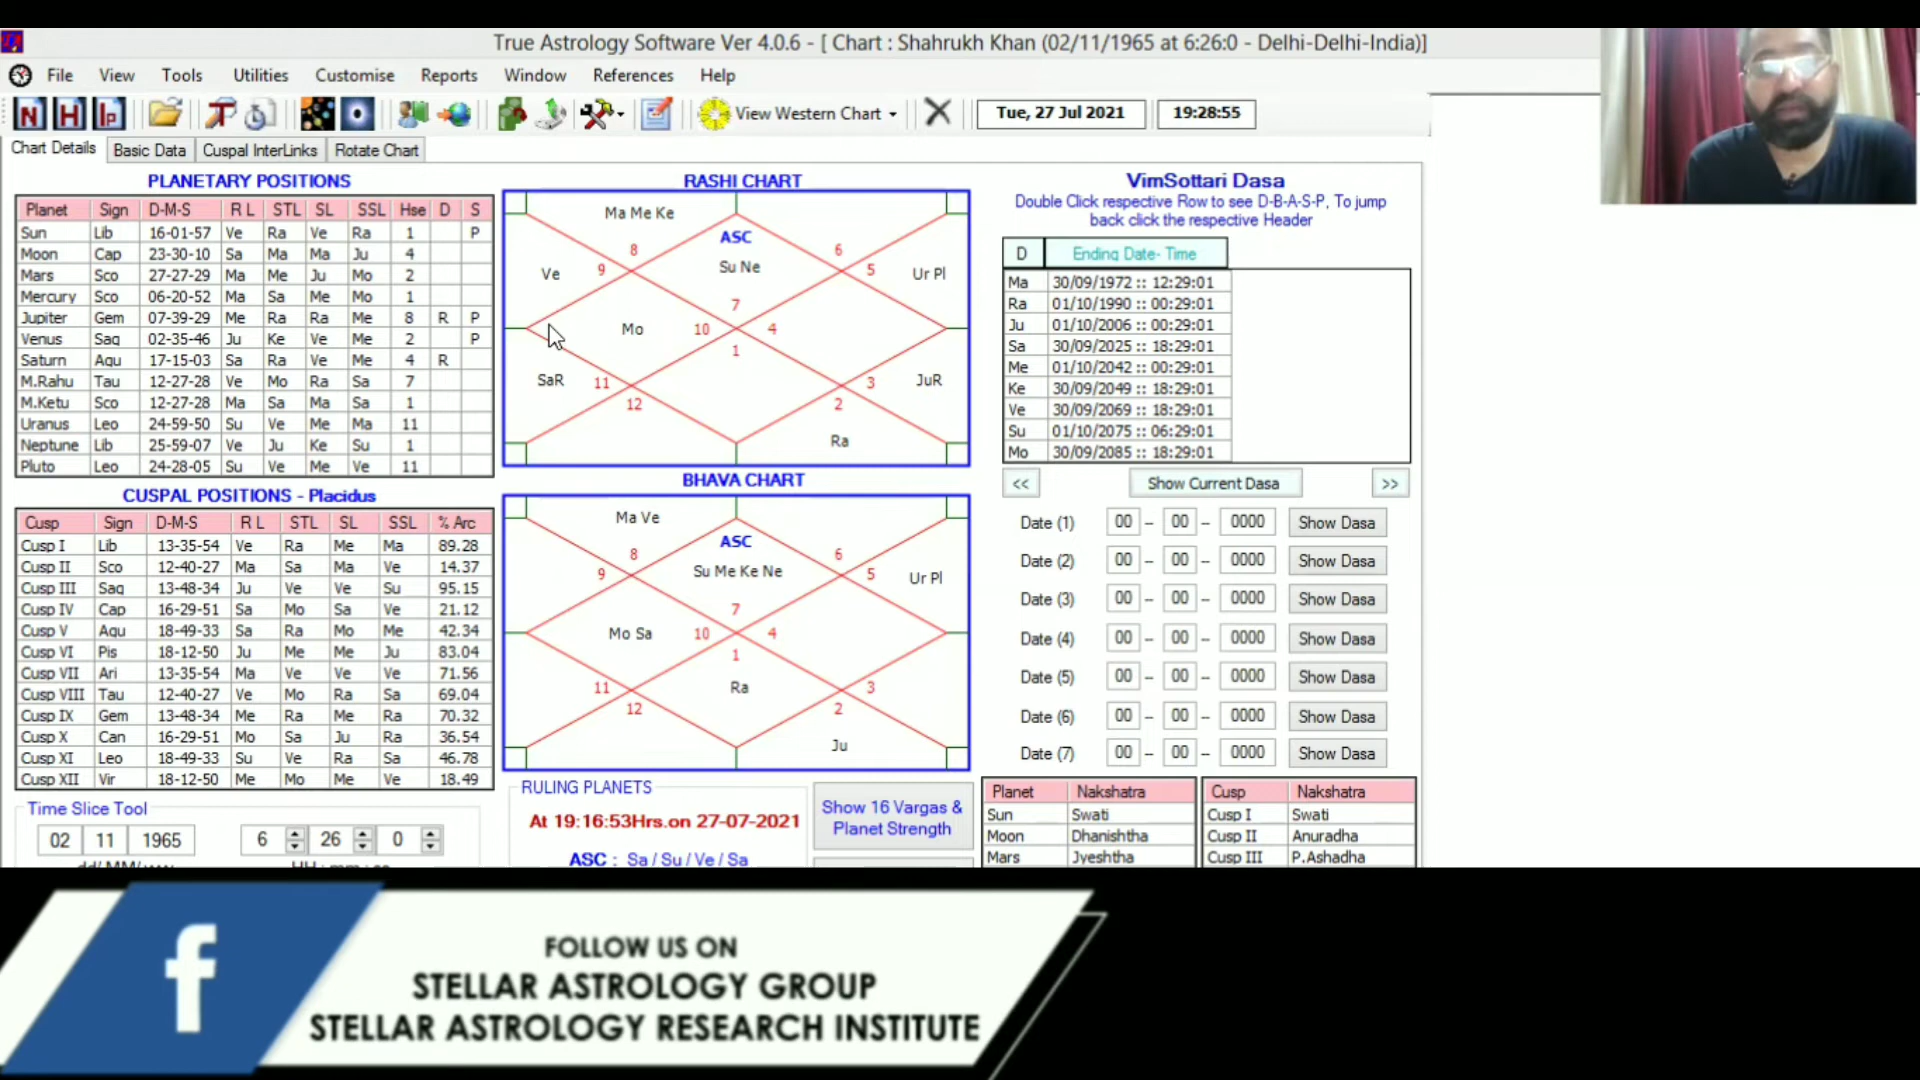 True Astrology Software Ver 4.0.6 - [ Chart : Shahrukh Khan (02/11/1965 at 6:26:0 - Delhi-Delhi-India)]
File View Tools Utilities Customise Reports Window References Help
N H Ip View Western Chart Tue, 27 Jul 2021 19:28:55
Chart Details Basic Data Cuspal InterLinks Rotate Chart
PLANETARY POSITIONS
Planet Sign D-M-S R L STL SL SSL Hse D S
Sun Lib 16-01-57 Ve Ra Ve Ra 1 P
Moon Cap 23-30-10 Sa Ma Ma Ju 4
Mars Sco 27-27-29 Ma Me Ju Mo 2
Mercury Sco 06-20-52 Ma Sa Me Mo 1
Jupiter Gem 07-39-29 Me Ra Ra Me 8 R P
Venus Sag 02-35-46 Ju Ke Ve Me 2 P
Saturn Aqu 17-15-03 Sa Ra Ve Me 4 R
M.Rahu Tau 12-27-28 Ve Mo Ra Sa 7
M.Ketu Sco 12-27-28 Ma Sa Ma Sa 1
Uranus Leo 24-59-50 Su Ve Me Ma 11
Neptune Lib 25-59-07 Ve Ju Ke Su 1
Pluto Leo 24-28-05 Su Ve Me Ve 11
CUSPAL POSITIONS - Placidus
Cusp Sign D-M-S R L STL SL SSL % Arc
Cusp I Lib 13-35-54 Ve Ra Me Ma 89.28
Cusp II Sco 12-40-27 Ma Sa Ma Ve 14.37
Cusp III Sag 13-48-34 Ju Ve Ve Su 95.15
Cusp IV Cap 16-29-51 Sa Mo Sa Ve 21.12
Cusp V Aqu 18-49-33 Sa Ra Mo Me 42.34
Cusp VI Pis 18-12-50 Ju Me Me Ju 83.04
Cusp VII Ari 13-35-54 Ma Ve Ve Ve 71.56
Cusp VIII Tau 12-40-27 Ve Mo Ra Sa 69.04
Cusp IX Gem 13-48-34 Me Ra Me Ra 70.32
Cusp X Can 16-29-51 Mo Sa Ju Ra 36.54
Cusp XI Leo 18-49-33 Su Ve Ra Sa 46.78
Cusp XII Vir 18-12-50 Me Mo Me Ve 18.49
Time Slice Tool
02 11 1965 6 26 0
RASHI CHART
Ma Me Ke
ASC
8 6
Ve 9 Su Ne 5 Ur Pl
7
Mo 10 4
1
SaR 11 3 JuR
12 2
Ra
BHAVA CHART
Ma Ve
ASC
8 6
9 Su Me Ke Ne 5 Ur Pl
7
Mo Sa 10 4
1
11 Ra 3
12 2
Ju
RULING PLANETS
At 19:16:53Hrs.on 27-07-2021
ASC : Sa / Su / Ve / Sa
Show 16 Vargas &
Planet Strength
VimSottari Dasa
Double Click respective Row to see D-B-A-S-P, To jump
back click the respective Header
D Ending Date- Time
Ma 30/09/1972 :: 12:29:01
Ra 01/10/1990 :: 00:29:01
Ju 01/10/2006 :: 00:29:01
Sa 30/09/2025 :: 18:29:01
Me 01/10/2042 :: 00:29:01
Ke 30/09/2049 :: 18:29:01
Ve 30/09/2069 :: 18:29:01
Su 01/10/2075 :: 06:29:01
Mo 30/09/2085 :: 18:29:01
<< Show Current Dasa >>
Date (1) 00 - 00 - 0000 Show Dasa
Date (2) 00 - 00 - 0000 Show Dasa
Date (3) 00 - 00 - 0000 Show Dasa
Date (4) 00 - 00 - 0000 Show Dasa
Date (5) 00 - 00 - 0000 Show Dasa
Date (6) 00 - 00 - 0000 Show Dasa
Date (7) 00 - 00 - 0000 Show Dasa
Planet Nakshatra
Sun Swati
Moon Dhanishtha
Mars Jyeshtha
Cusp Nakshatra
Cusp I Swati
Cusp II Anuradha
Cusp III P.Ashadha
f
FOLLOW US ON
STELLAR ASTROLOGY GROUP
STELLAR ASTROLOGY RESEARCH INSTITUTE